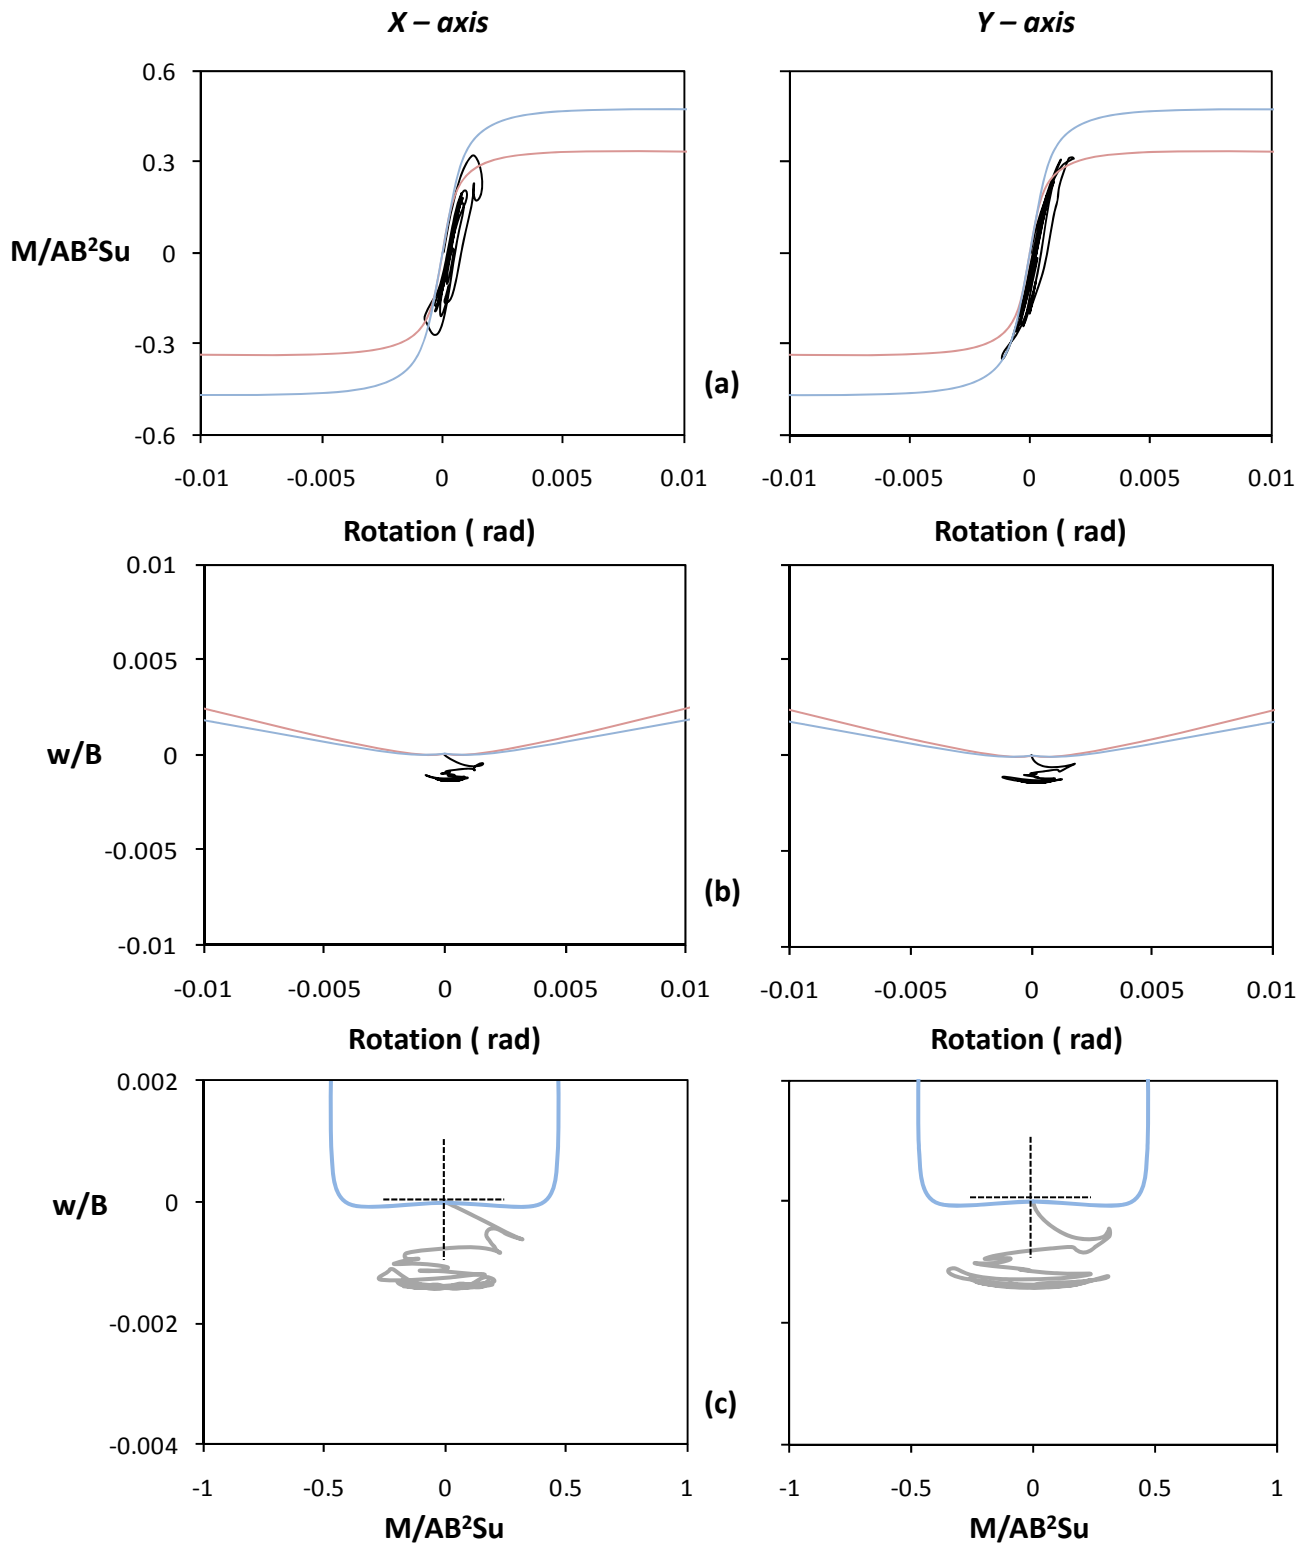 X – axis Y – axis
0.6
0.3
M/AB²Su 0
-0.3
(a)
-0.6
-0.01 -0.005 0 0.005 0.01 -0.01 -0.005 0 0.005 0.01
Rotation ( rad) Rotation ( rad)
0.01
0.005
w/B 0
-0.005
(b)
-0.01
-0.01 -0.005 0 0.005 0.01 -0.01 -0.005 0 0.005 0.01
Rotation ( rad) Rotation ( rad)
0.002
w/B 0
-0.002
(c)
-0.004
-1 -0.5 0 0.5 1 -1 -0.5 0 0.5 1
M/AB²Su M/AB²Su